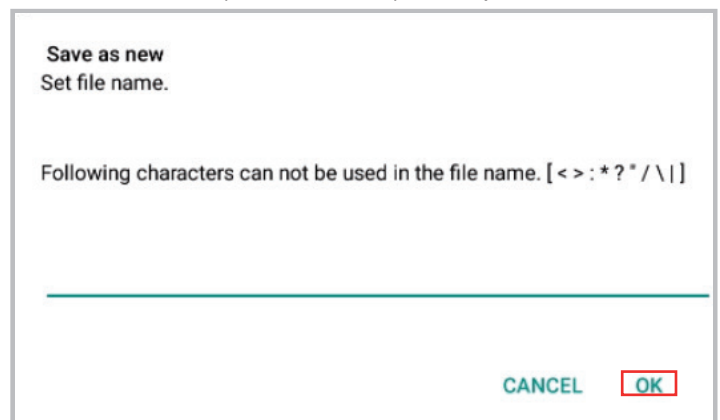 Save as new
Set file name.
Following characters can not be used in the file name. [ < > : * ? " / \ | ]
CANCEL OK